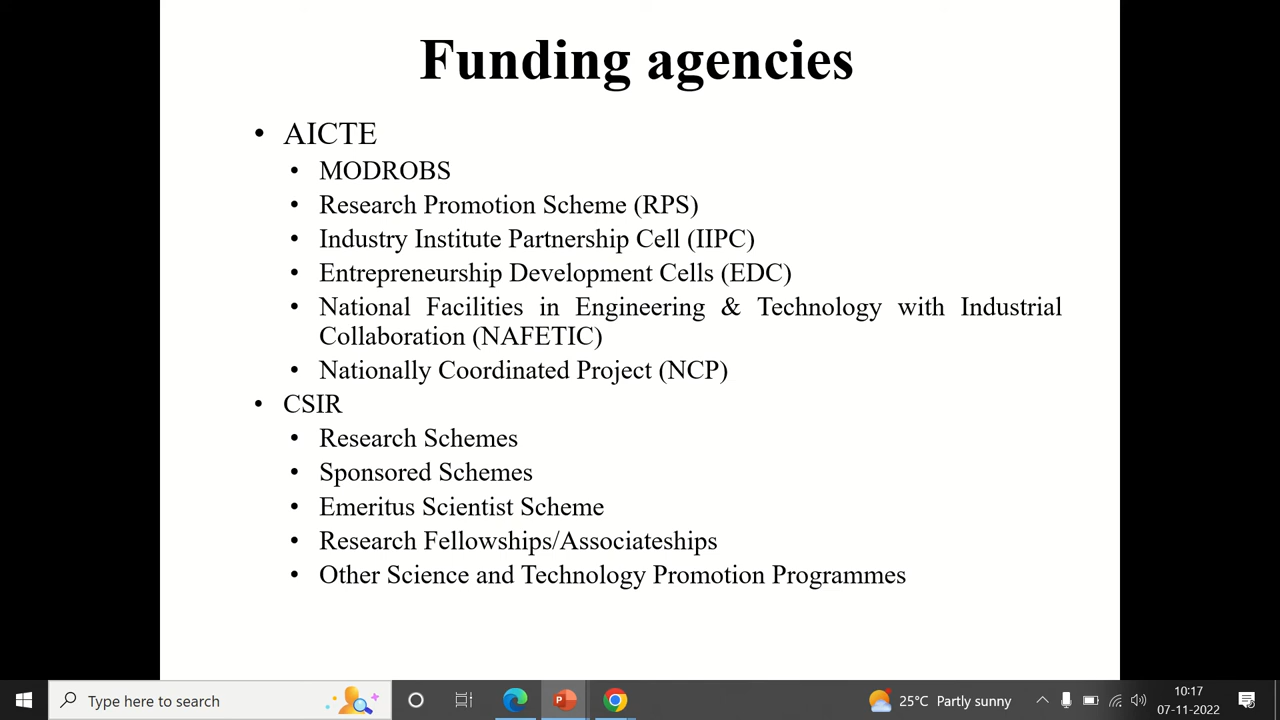 Funding agencies
• AICTE
• MODROBS
• Research Promotion Scheme (RPS)
• Industry Institute Partnership Cell (IIPC)
• Entrepreneurship Development Cells (EDC)
• National Facilities in Engineering & Technology with Industrial
Collaboration (NAFETIC)
• Nationally Coordinated Project (NCP)
• CSIR
• Research Schemes
• Sponsored Schemes
• Emeritus Scientist Scheme
• Research Fellowships/Associateships
• Other Science and Technology Promotion Programmes
Type here to search
25°C Partly sunny
10:17
07-11-2022